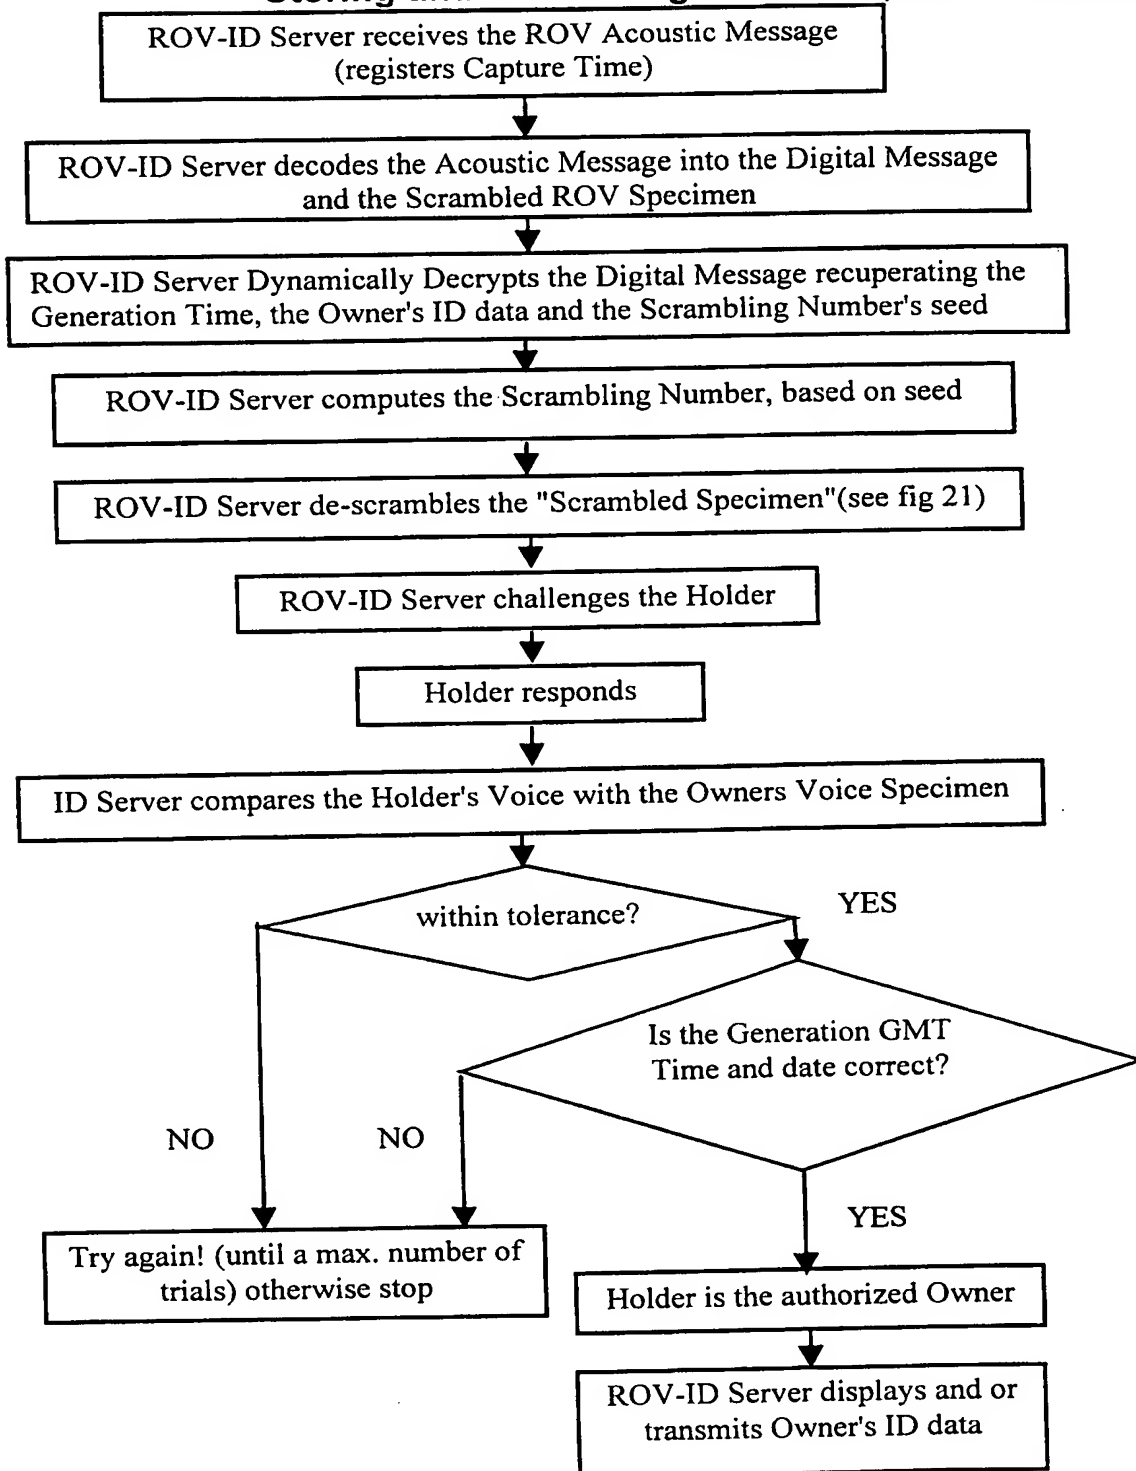 ROV-ID Server receives the ROV Acoustic Message
(registers Capture Time)
ROV-ID Server decodes the Acoustic Message into the Digital Message
and the Scrambled ROV Specimen
ROV-ID Server Dynamically Decrypts the Digital Message recuperating the
Generation Time, the Owner's ID data and the Scrambling Number's seed
ROV-ID Server computes the Scrambling Number, based on seed
ROV-ID Server de-scrambles the "Scrambled Specimen"(see fig 21)
ROV-ID Server challenges the Holder
Holder responds
ID Server compares the Holder's Voice with the Owners Voice Specimen
within tolerance?
YES
Is the Generation GMT
Time and date correct?
NO
NO
YES
Try again! (until a max. number of
trials) otherwise stop
Holder is the authorized Owner
ROV-ID Server displays and or
transmits Owner's ID data